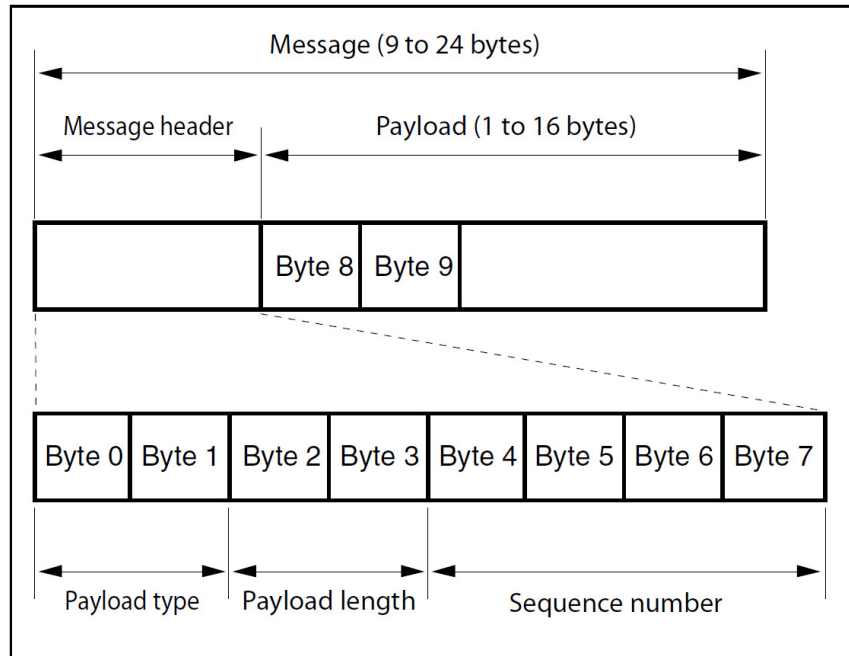 Message (9 to 24 bytes)
Message header Payload (1 to 16 bytes)
Byte 8 Byte 9
Byte 0 Byte 1 Byte 2 Byte 3 Byte 4 Byte 5 Byte 6 Byte 7
Payload type Payload length Sequence number